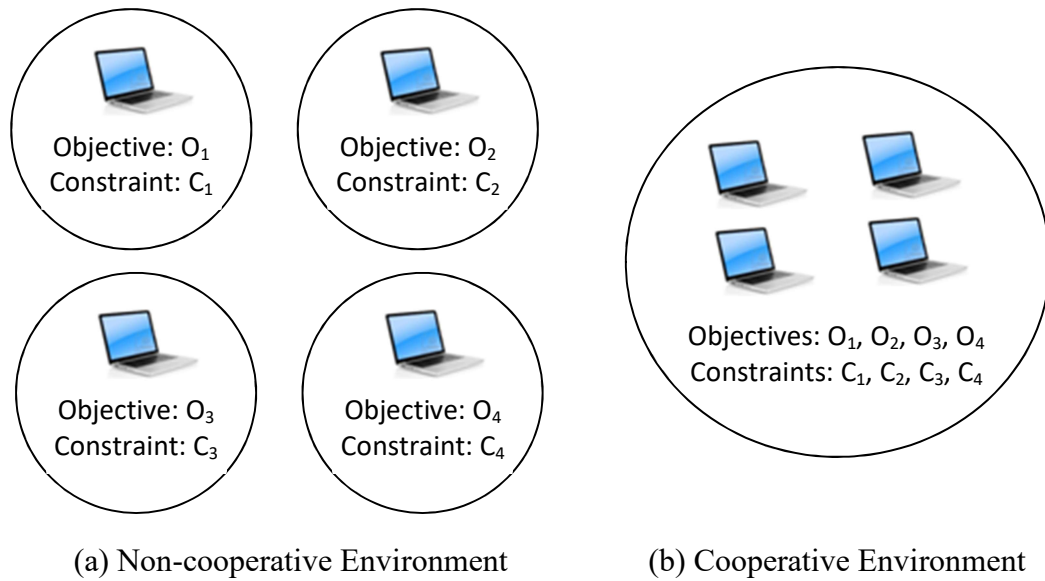 Objective: O₁
Constraint: C₁
Objective: O₂
Constraint: C₂
Objective: O₃
Constraint: C₃
Objective: O₄
Constraint: C₄
(a) Non-cooperative Environment
Objectives: O₁, O₂, O₃, O₄
Constraints: C₁, C₂, C₃, C₄
(b) Cooperative Environment